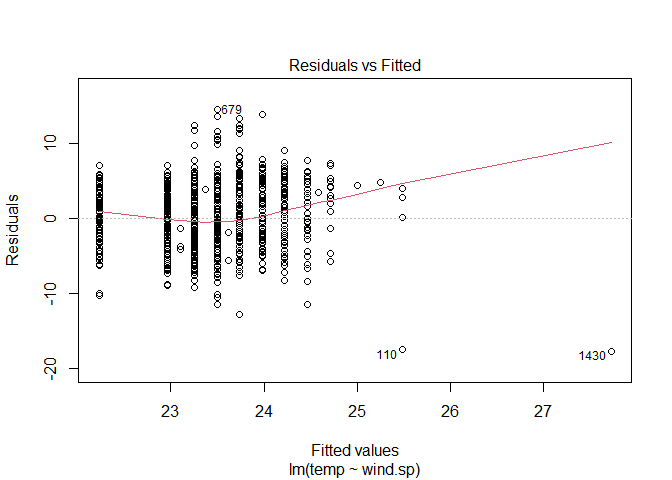 Residuals vs Fitted
Residuals
10
0
-10
-20
679
110
1430
23 24 25 26 27
Fitted values
lm(temp ~ wind.sp)